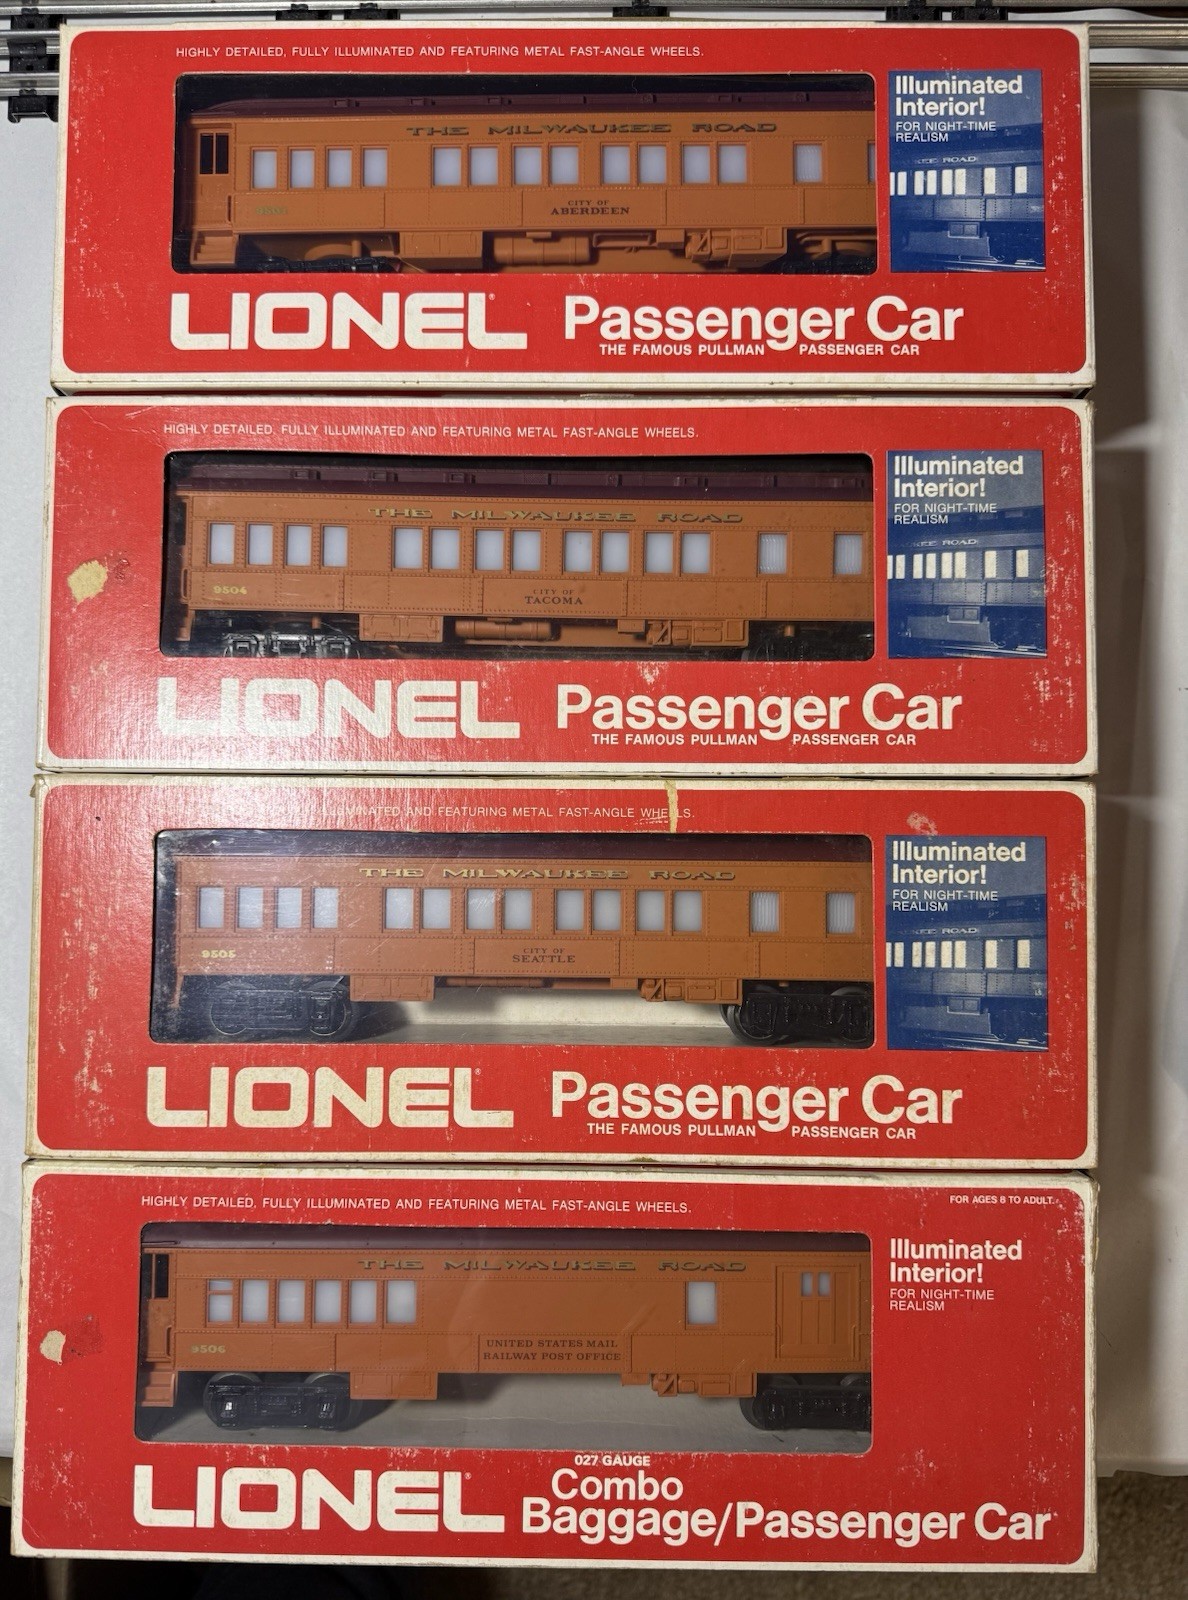 HIGHLY DETAILED, FULLY ILLUMINATED AND FEATURING METAL FAST-ANGLE WHEELS.
Illuminated
Interior!
FOR NIGHT-TIME
REALISM
THE MILWAUKEE ROAD
ROAD
CITY OF
ABERDEEN
LIONEL
Passenger Car
THE FAMOUS PULLMAN PASSENGER CAR
HIGHLY DETAILED, FULLY ILLUMINATED AND FEATURING METAL FAST-ANGLE WHEELS.
Illuminated
Interior!
FOR NIGHT-TIME
REALISM
THE MILWAUKEE ROAD
ROAD
9504
CITY OF
TACOMA
LIONEL
Passenger Car
THE FAMOUS PULLMAN PASSENGER CAR
ILLUMINATED AND FEATURING METAL FAST-ANGLE WHEELS.
Illuminated
Interior!
FOR NIGHT-TIME
REALISM
THE MILWAUKEE ROAD
ROAD
9505
CITY OF
SEATTLE
LIONEL
Passenger Car
THE FAMOUS PULLMAN PASSENGER CAR
HIGHLY DETAILED, FULLY ILLUMINATED AND FEATURING METAL FAST-ANGLE WHEELS.
FOR AGES 8 TO ADULT.
Illuminated
Interior!
FOR NIGHT-TIME
REALISM
THE MILWAUKEE ROAD
9506
UNITED STATES MAIL
RAILWAY POST OFFICE
LIONEL
027 GAUGE
Combo
Baggage/Passenger Car